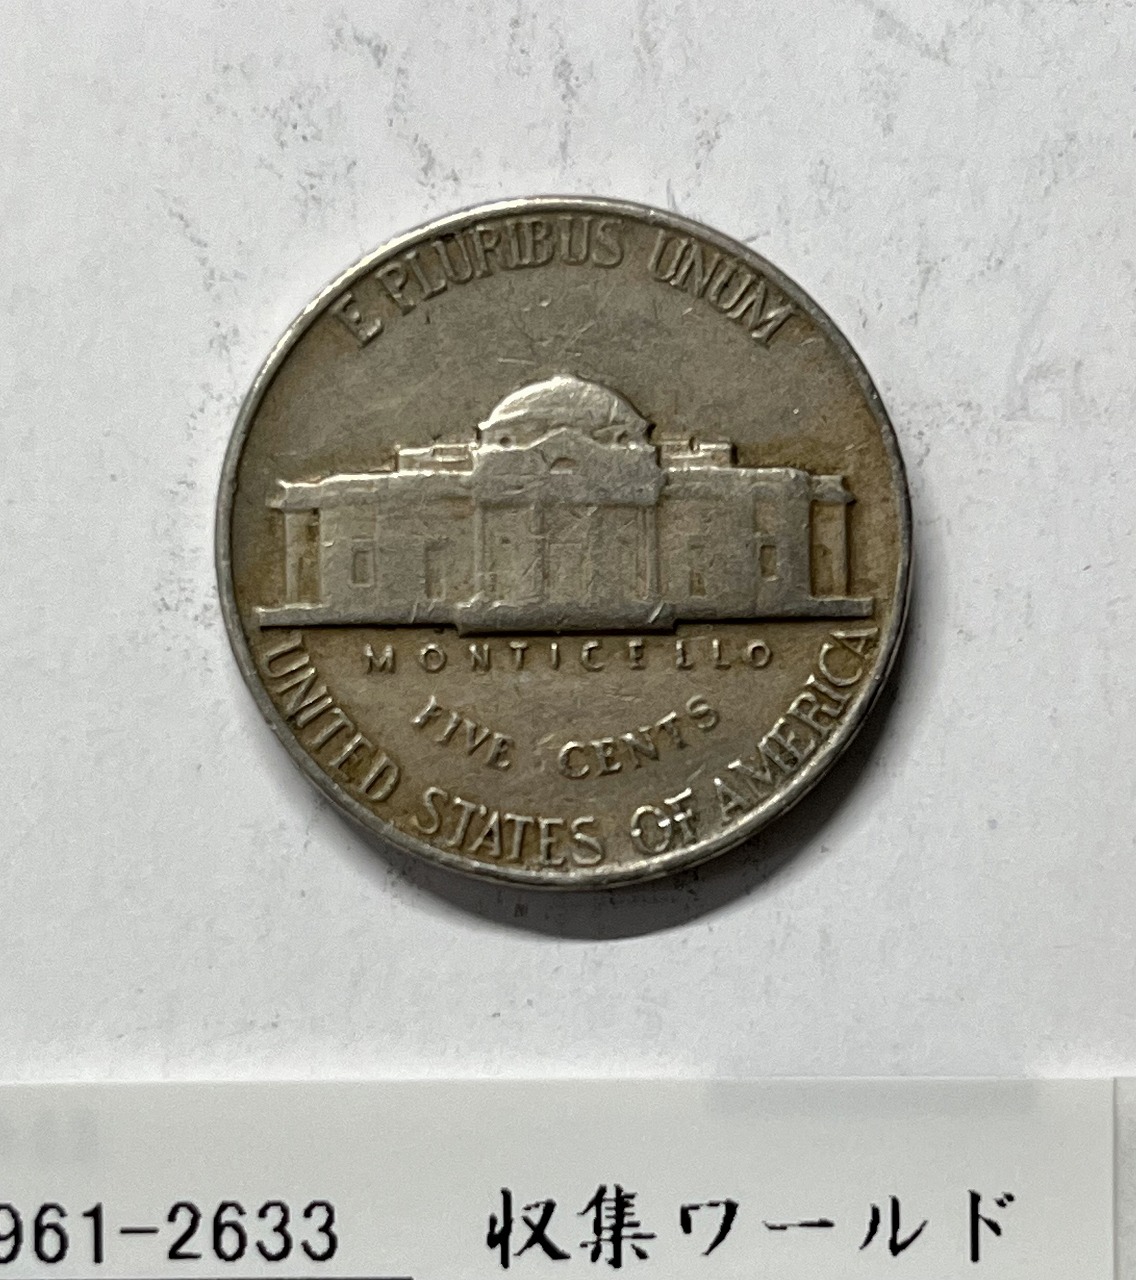 E PLURIBUS UNUM
MONTICELLO
FIVE CENTS
UNITED STATES OF AMERICA
961-2633 収集ワールド